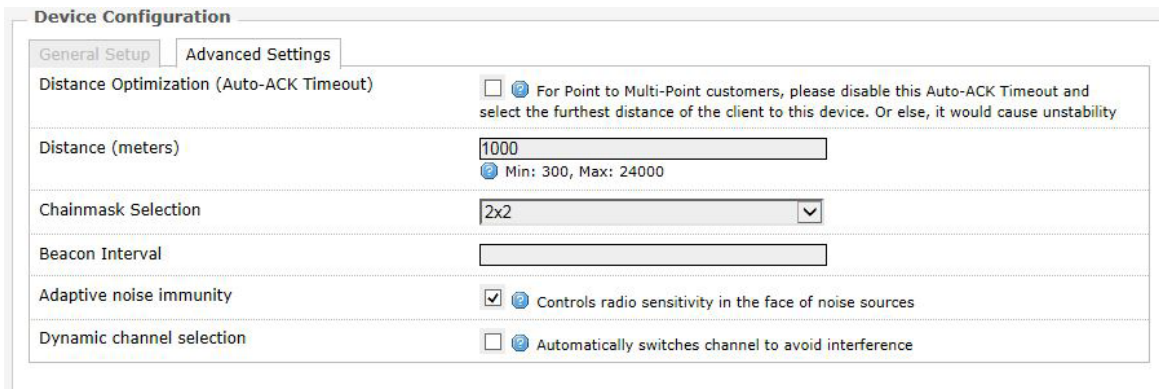 Device Configuration
General Setup
Advanced Settings
Distance Optimization (Auto-ACK Timeout)
For Point to Multi-Point customers, please disable this Auto-ACK Timeout and
select the furthest distance of the client to this device. Or else, it would cause unstability
Distance (meters)
1000
Min: 300, Max: 24000
Chainmask Selection
2x2
Beacon Interval
Adaptive noise immunity
Controls radio sensitivity in the face of noise sources
Dynamic channel selection
Automatically switches channel to avoid interference